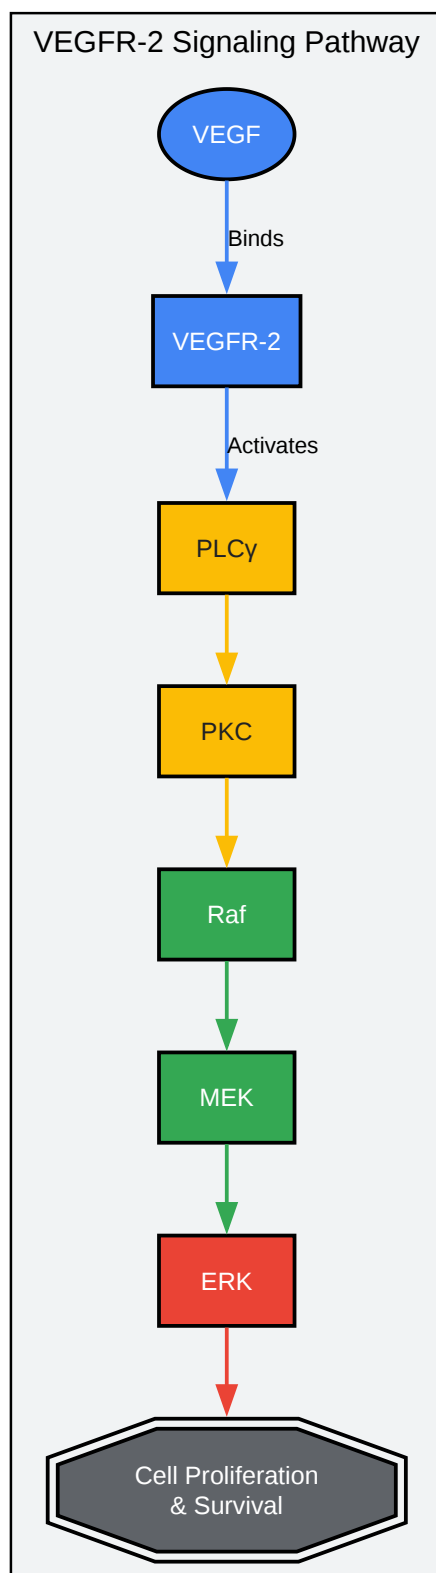 VEGFR-2 Signaling Pathway
VEGF
Binds
VEGFR-2
Activates
PLCγ
PKC
Raf
MEK
ERK
Cell Proliferation
& Survival